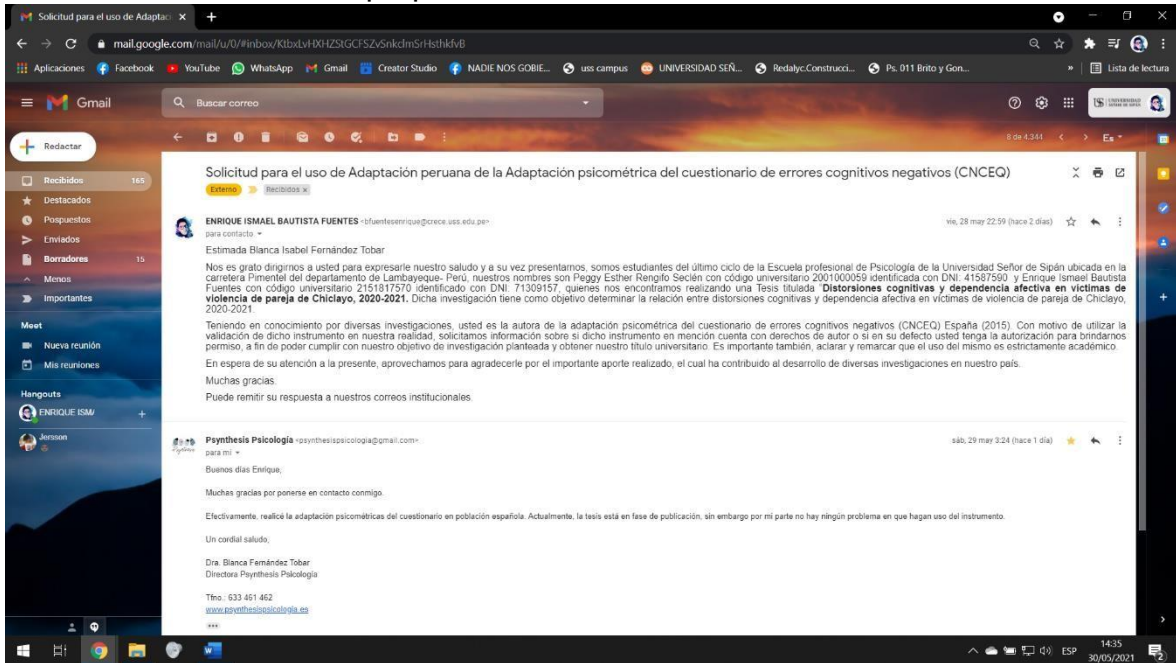 Solicitud para el uso de Adaptac
mail.google.com/mail/u/0/#inbox/KtbxLvHXHZStGCFSZvSnkdmSrHsthkfvB
Aplicaciones Facebook YouTube WhatsApp Gmail Creator Studio NADIE NOS GOBIE... uss campus UNIVERSIDAD SEÑ... Redalyc.Construcci... Ps. 011 Brito y Gon... » Lista de lectura
Gmail
Buscar correo
Redactar
8 de 4.344
Es
Recibidos 165
Destacados
Pospuestos
Enviados
Borradores 15
Menos
Importantes
Meet
Nueva reunión
Mis reuniones
Hangouts
ENRIQUE ISMA
Jersson
Solicitud para el uso de Adaptación peruana de la Adaptación psicométrica del cuestionario de errores cognitivos negativos (CNCEQ)
Externo Recibidos x
ENRIQUE ISMAEL BAUTISTA FUENTES <bfuentesenrique@crece.uss.edu.pe> vie, 28 may 22:59 (hace 2 días)
para contacto
Estimada Blanca Isabel Fernández Tobar
Nos es grato dirigirnos a usted para expresarle nuestro saludo y a su vez presentarnos, somos estudiantes del último ciclo de la Escuela profesional de Psicología de la Universidad Señor de Sipán ubicada en la
carretera Pimentel del departamento de Lambayeque- Perú, nuestros nombres son Peggy Esther Rengifo Seclén con código universitario 2001000059 identificada con DNI: 41587590 y Enrique Ismael Bautista
Fuentes con código universitario 2151817570 identificado con DNI: 71309157, quienes nos encontramos realizando una Tesis titulada "Distorsiones cognitivas y dependencia afectiva en víctimas de
violencia de pareja de Chiclayo, 2020-2021. Dicha investigación tiene como objetivo determinar la relación entre distorsiones cognitivas y dependencia afectiva en víctimas de violencia de pareja de Chiclayo,
2020-2021.
Teniendo en conocimiento por diversas investigaciones, usted es la autora de la adaptación psicométrica del cuestionario de errores cognitivos negativos (CNCEQ) España (2015). Con motivo de utilizar la
validación de dicho instrumento en nuestra realidad, solicitamos información sobre si dicho instrumento en mención cuenta con derechos de autor o si en su defecto usted tenga la autorización para brindarnos
permiso, a fin de poder cumplir con nuestro objetivo de investigación planteada y obtener nuestro título universitario. Es importante también, aclarar y remarcar que el uso del mismo es estrictamente académico.
En espera de su atención a la presente, aprovechamos para agradecerle por el importante aporte realizado, el cual ha contribuido al desarrollo de diversas investigaciones en nuestro país.
Muchas gracias.
Puede remitir su respuesta a nuestros correos institucionales.
Psynthesis Psicología <psynthesispsicologia@gmail.com> sáb, 29 may 3:24 (hace 1 día)
para mí
Buenos días Enrique,
Muchas gracias por ponerse en contacto conmigo.
Efectivamente, realicé la adaptación psicométricas del cuestionario en población española. Actualmente, la tesis está en fase de publicación, sin embargo por mi parte no hay ningún problema en que hagan uso del instrumento.
Un cordial saludo,
Dra. Blanca Fernández Tobar
Directora Psynthesis Psicología
Tfno.: 633 461 462
www.psynthesispsicologia.es
ESP
14:35
30/05/2021